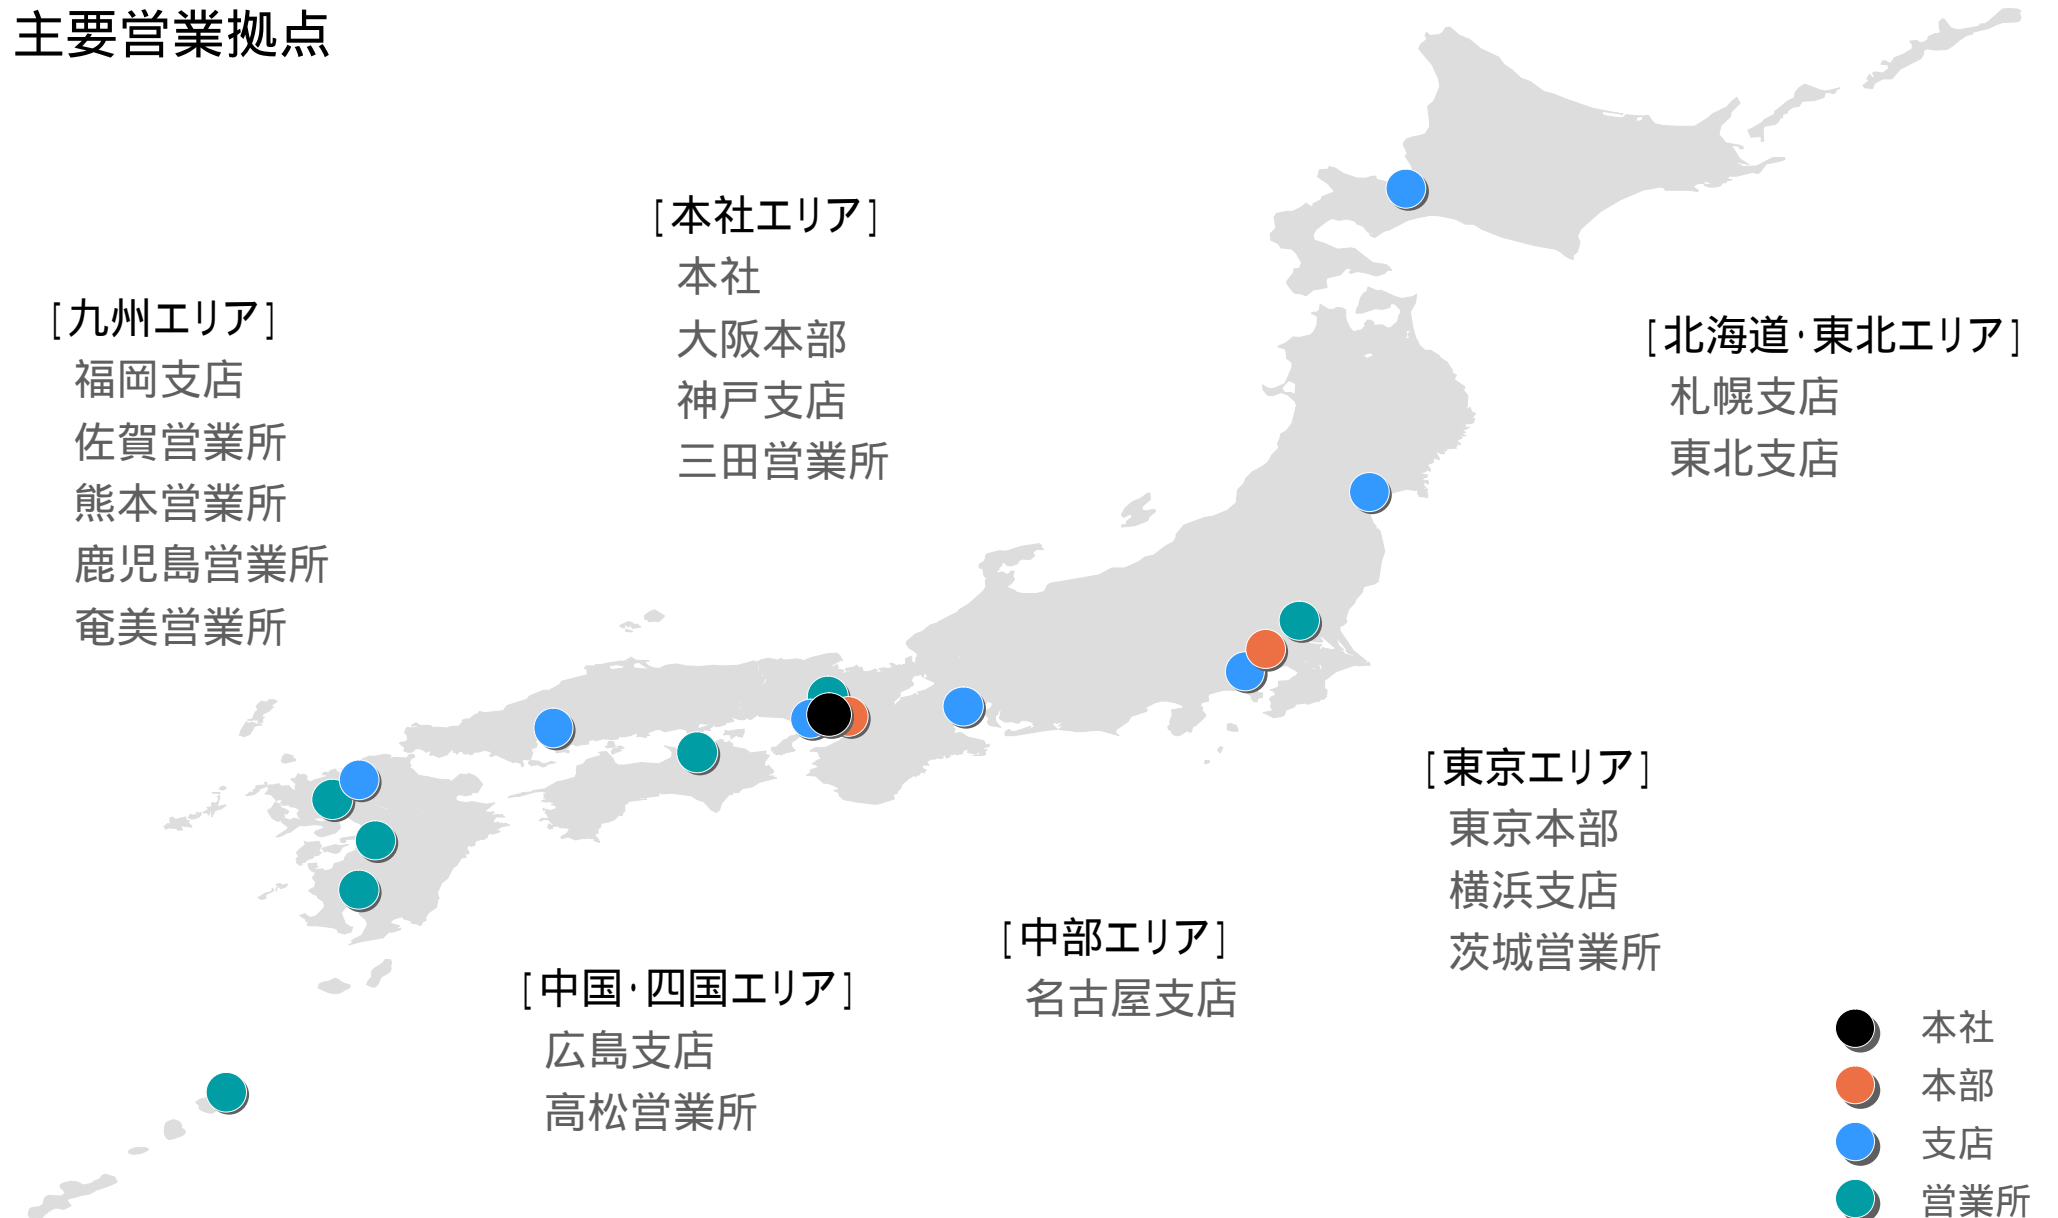 主要営業拠点
[本社エリア]
本社
大阪本部
神戸支店
三田営業所
[九州エリア]
福岡支店
佐賀営業所
熊本営業所
鹿児島営業所
奄美営業所
[北海道・東北エリア]
札幌支店
東北支店
[東京エリア]
東京本部
横浜支店
茨城営業所
[中部エリア]
名古屋支店
[中国・四国エリア]
広島支店
高松営業所
本社
本部
支店
営業所